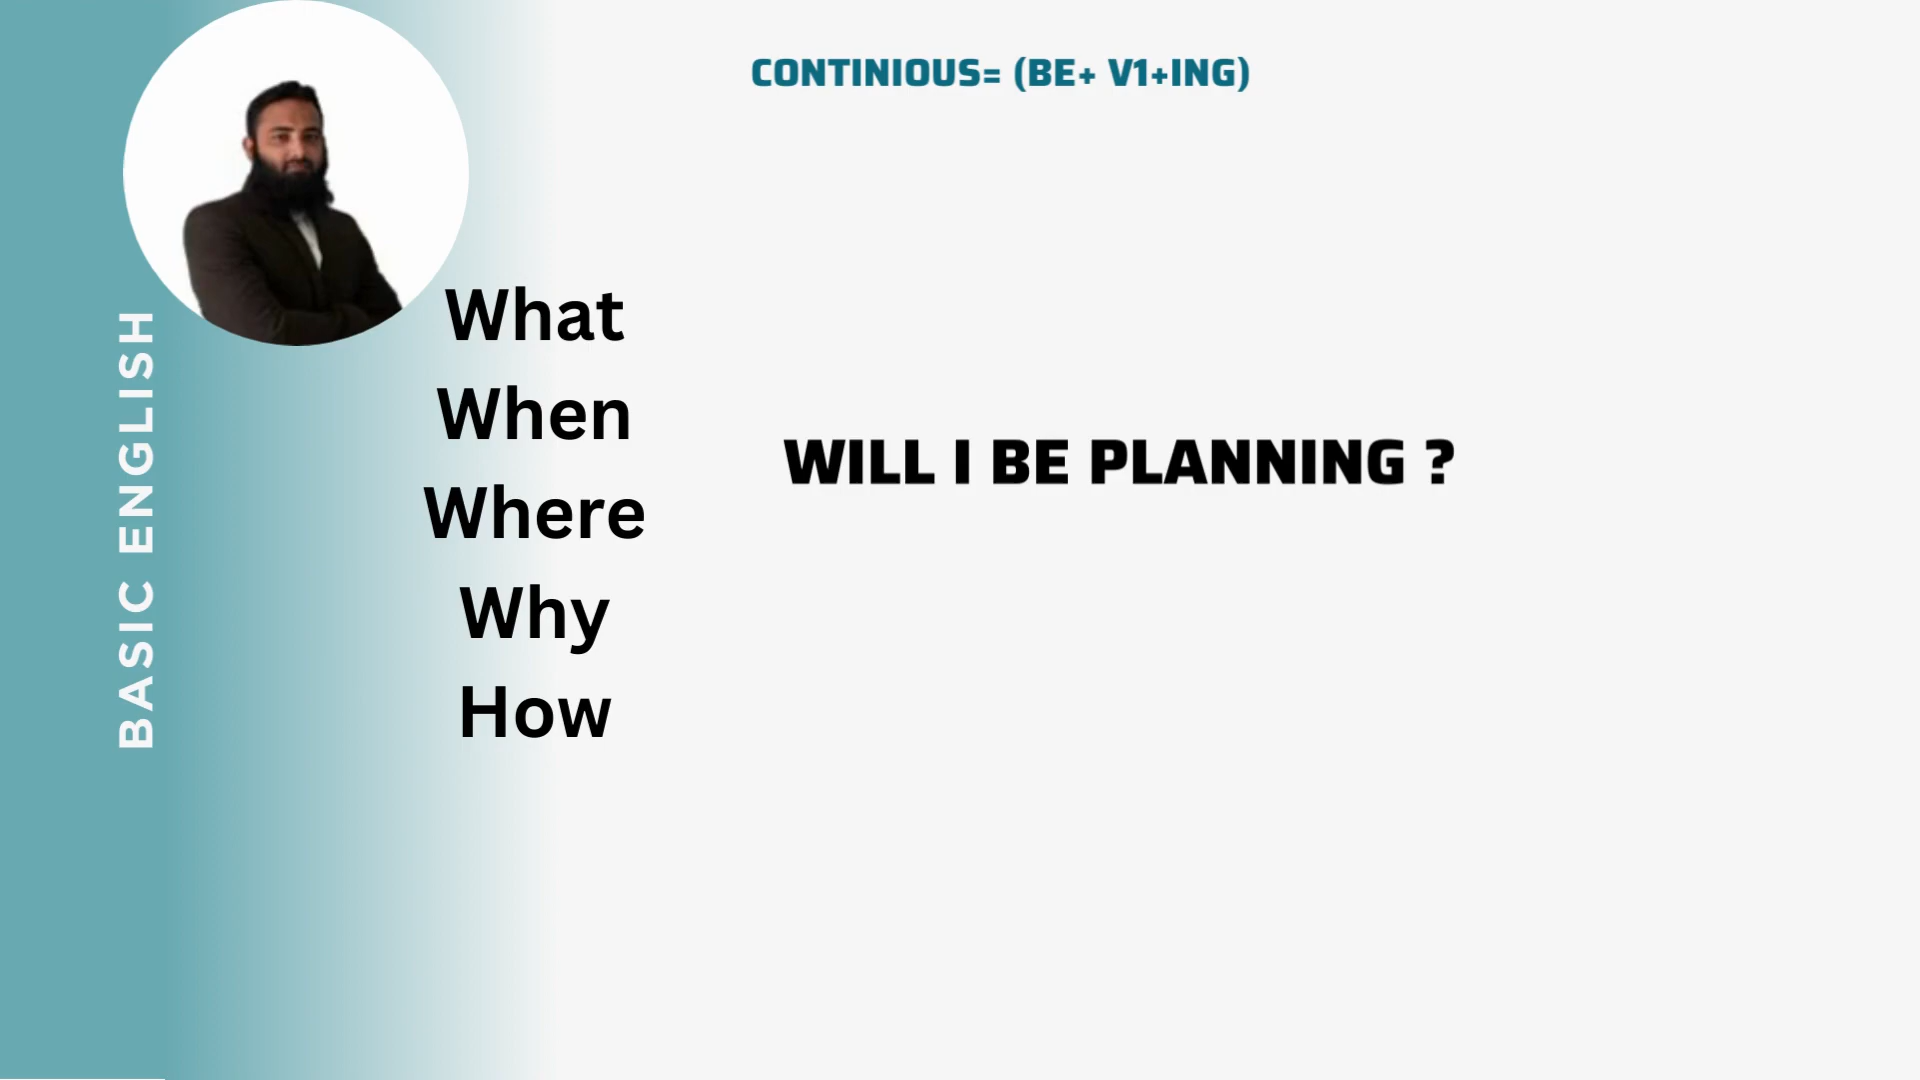 CONTINIOUS= (BE+ V1+ING)
BASIC ENGLISH
What
When
Where
Why
How
WILL I BE PLANNING ?